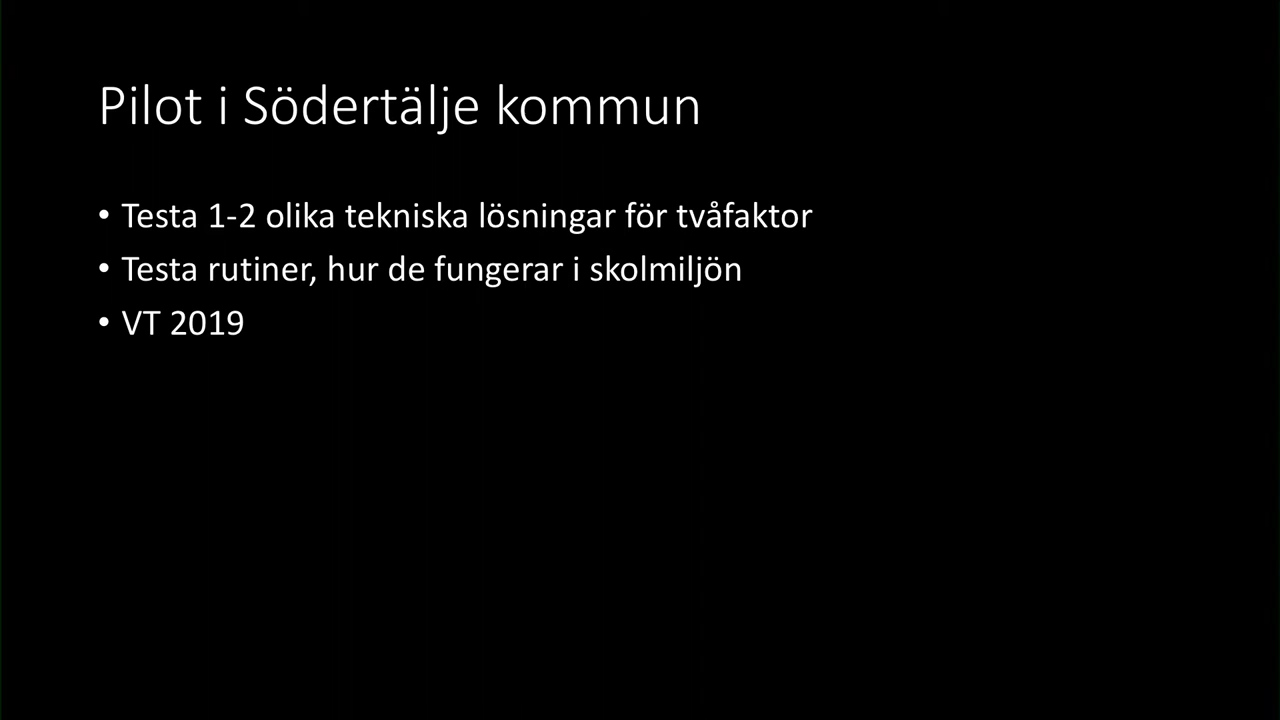 Pilot i Södertälje kommun
• Testa 1-2 olika tekniska lösningar för tvåfaktor
• Testa rutiner, hur de fungerar i skolmiljön
• VT 2019